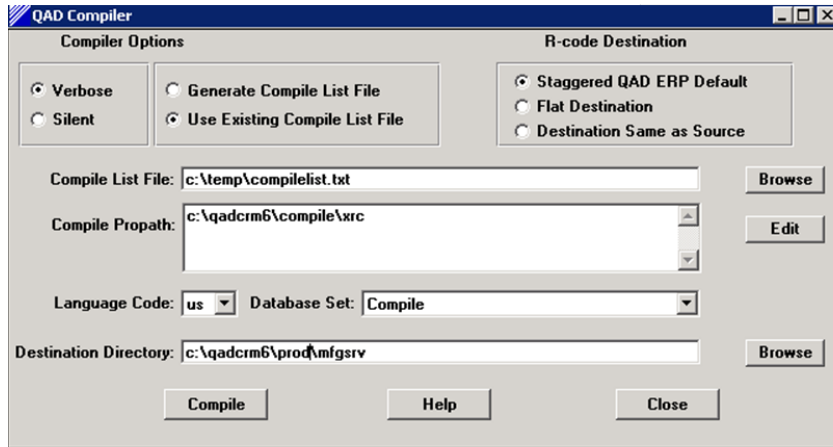 QAD Compiler
Compiler Options
R-code Destination
Verbose
Silent
Generate Compile List File
Use Existing Compile List File
Staggered QAD ERP Default
Flat Destination
Destination Same as Source
Compile List File: c:\temp\compilelist.txt Browse
Compile Propath: c:\qadcrm6\compile\xrc Edit
Language Code: us Database Set: Compile
Destination Directory: c:\qadcrm6\prod\mfgsrv Browse
Compile Help Close